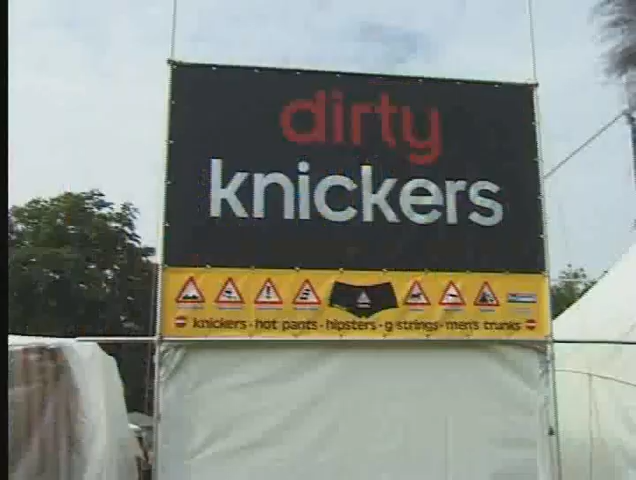 dirty
knickers
knickers - hot pants - hipsters - g strings - men's trunks